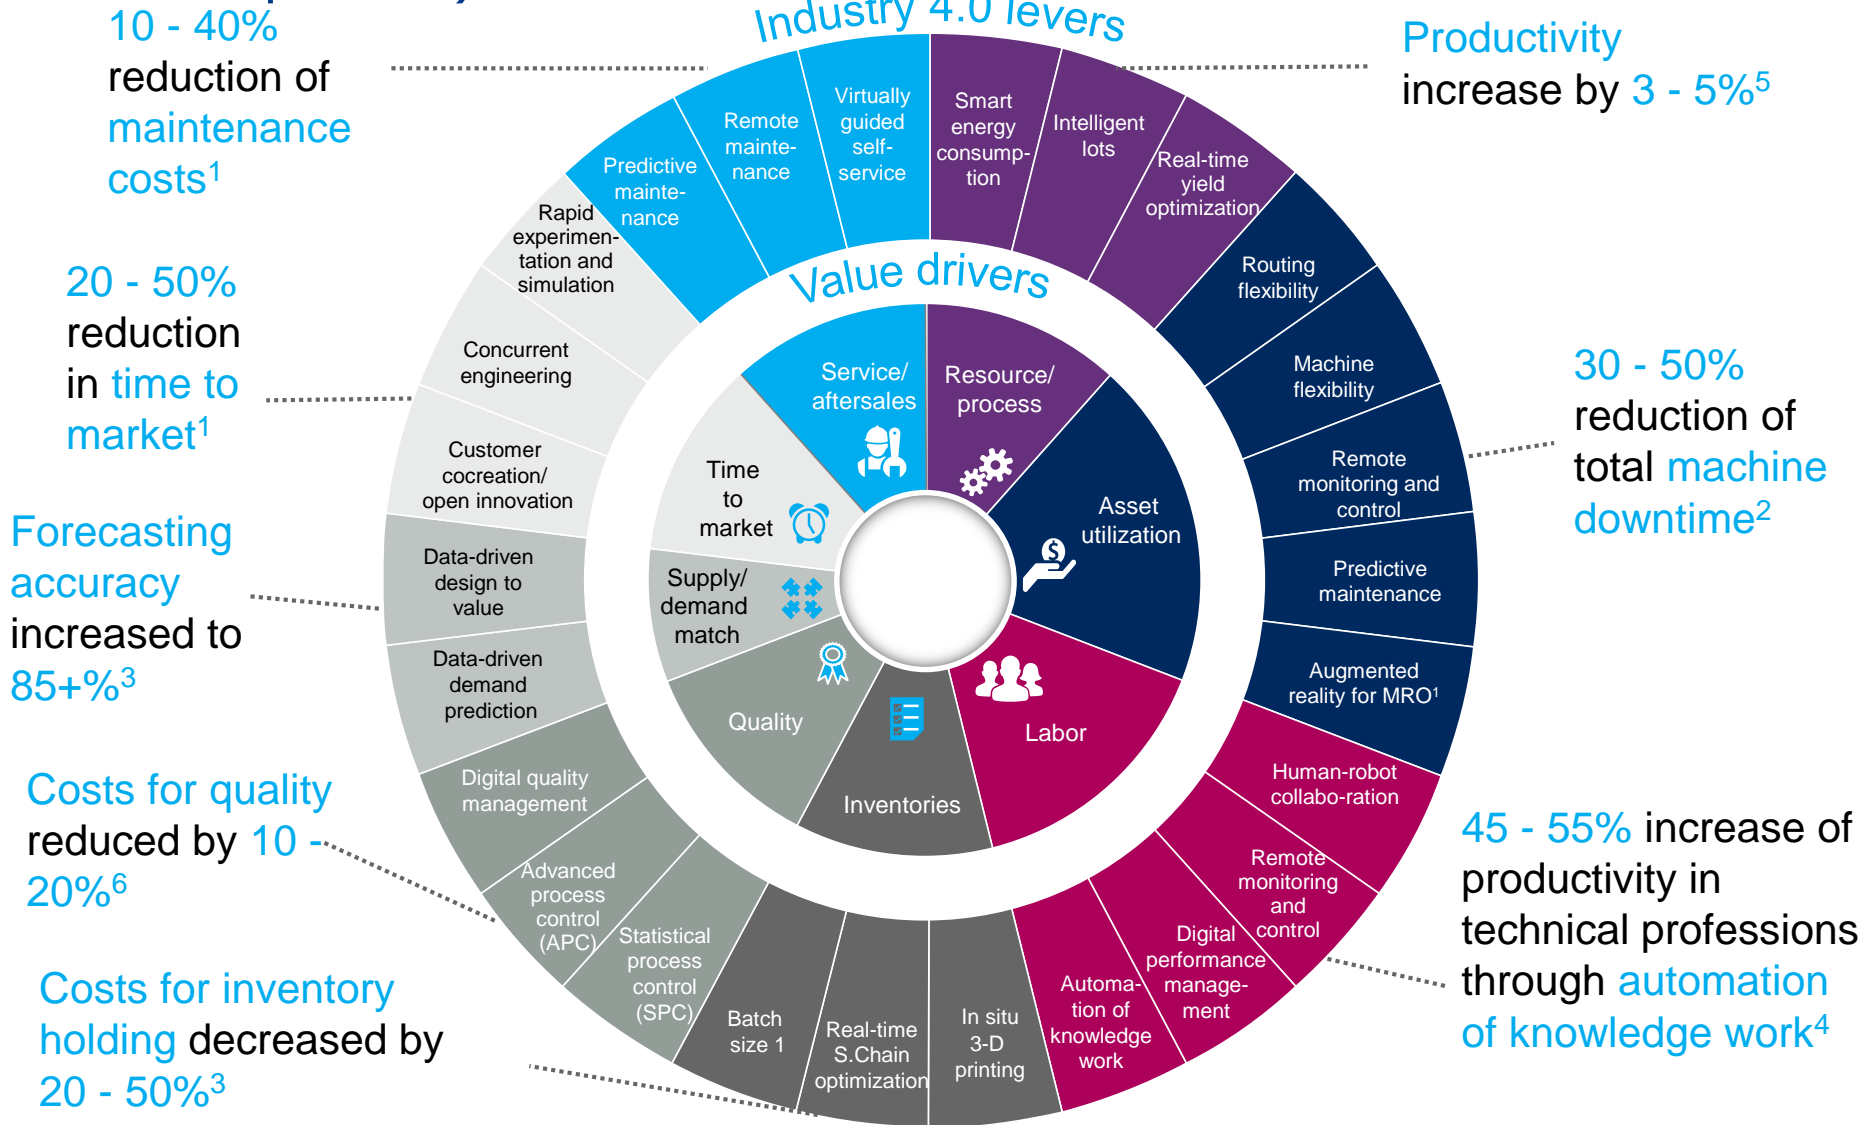 10 - 40%
reduction of
maintenance
costs1
20 - 50%
reduction
in time to
market1
Forecasting
accuracy
increased to
85+%3
Costs for quality
reduced by 10 -
20%6
Costs for inventory
holding decreased by
20 - 50%3
Industry 4.0 levers
Virtually
guided
self-
service
Remote
mainte-
nance
Predictive
mainte-
nance
Smart
energy
consump-
tion
Intelligent
lots
Real-time
yield
optimization
Routing
flexibility
Machine
flexibility
Remote
monitoring and
control
Predictive
maintenance
Augmented
reality for MRO1
Human-robot
collabo-ration
Remote
monitoring
and
control
Digital
performance
manage-
ment
Automa-
tion of
knowledge
work
In situ
3-D
printing
Real-time
S.Chain
optimization
Batch
size 1
Statistical
process
control
(SPC)
Advanced
process
control
(APC)
Digital quality
management
Data-driven
demand
prediction
Data-driven
design to
value
Customer
cocreation/
open innovation
Concurrent
engineering
Rapid
experimen-
tation and
simulation
Value drivers
Service/
aftersales
Resource/
process
Asset
utilization
$
Labor
Inventories
Quality
Supply/
demand
match
Time
to
market
Productivity
increase by 3 - 5%5
30 - 50%
reduction of
total machine
downtime2
45 - 55% increase of
productivity in
technical professions
through automation
of knowledge work4